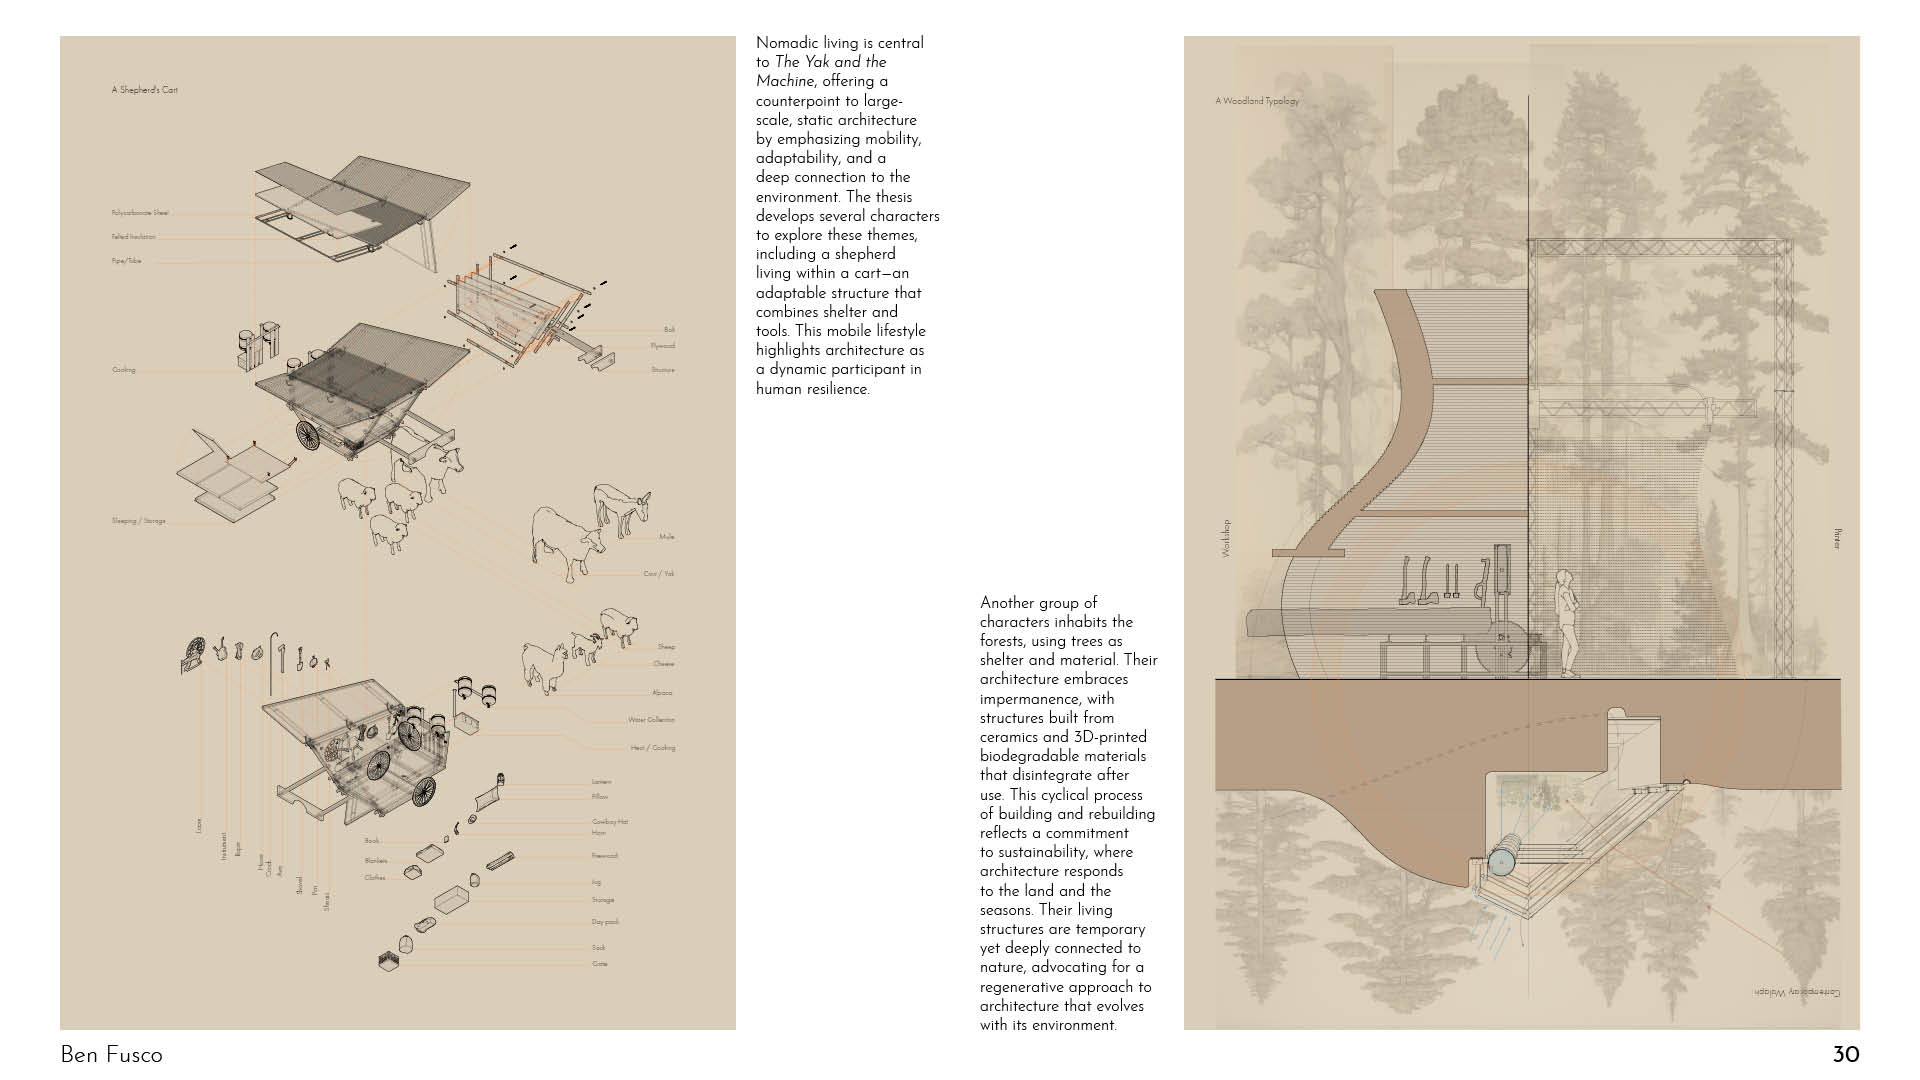 A Shepherd's Cart
Polycarbonate Sheet
Felted Insulation
Pipe/Tube
Cooking
Sleeping / Storage
Bolt
Plywood
Structure
Mule
Cow / Yak
Sheep
Cheese
Alpaca
Water Collection
Heat / Cooking
Lantern
Pillow
Cowboy Hat
Horn
Firewood
Jug
Storage
Day pack
Sack
Crate
Book
Blankets
Clothes
Loom
Instrument
Rope
Crook
Axe
Shovel
Pot
Shears
Nomadic living is central
to The Yak and the
Machine, offering a
counterpoint to large-
scale, static architecture
by emphasizing mobility,
adaptability, and a
deep connection to the
environment. The thesis
develops several characters
to explore these themes,
including a shepherd
living within a cart—an
adaptable structure that
combines shelter and
tools. This mobile lifestyle
highlights architecture as
a dynamic participant in
human resilience.
Another group of
characters inhabits the
forests, using trees as
shelter and material. Their
architecture embraces
impermanence, with
structures built from
ceramics and 3D-printed
biodegradable materials
that disintegrate after
use. This cyclical process
of building and rebuilding
reflects a commitment
to sustainability, where
architecture responds
to the land and the
seasons. Their living
structures are temporary
yet deeply connected to
nature, advocating for a
regenerative approach to
architecture that evolves
with its environment.
A Woodland Typology
Workshop
Printer
Contemporary Walaph
Ben Fusco
30